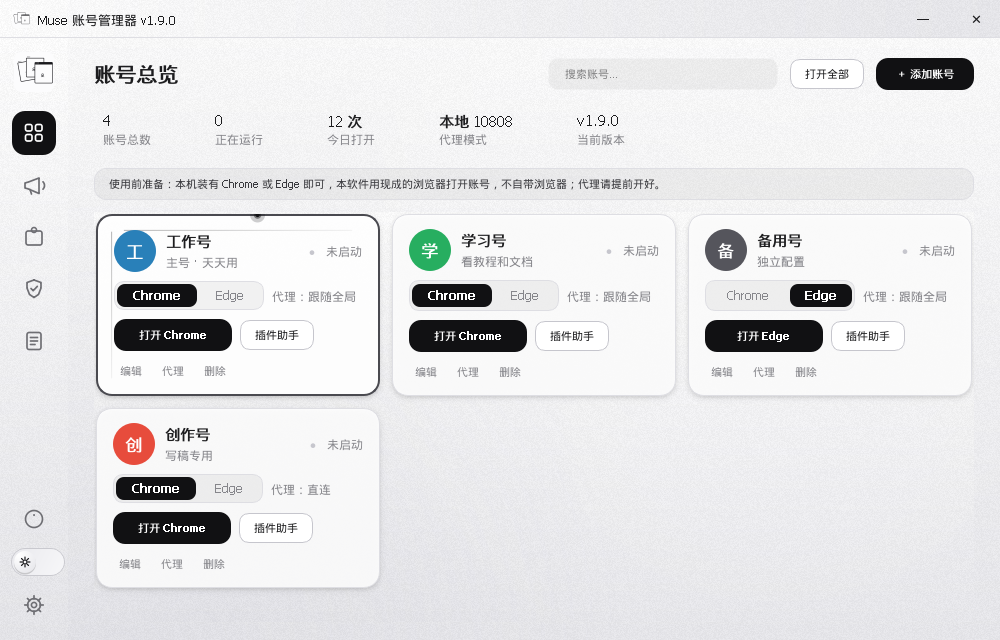 Muse 账号管理器 v1.9.0
账号总览
搜索账号...
打开全部
+ 添加账号
4
账号总数
0
正在运行
12 次
今日打开
本地 10808
代理模式
v1.9.0
当前版本
使用前准备：本机装有 Chrome 或 Edge 即可，本软件用现成的浏览器打开账号，不自带浏览器；代理请提前开好。
工
工作号
主号 · 天天用
未启动
Chrome
Edge
代理：跟随全局
打开 Chrome
插件助手
编辑
代理
删除
学
学习号
看教程和文档
未启动
Chrome
Edge
代理：跟随全局
打开 Chrome
插件助手
编辑
代理
删除
备
备用号
独立配置
未启动
Chrome
Edge
代理：跟随全局
打开 Edge
插件助手
编辑
代理
删除
创
创作号
写稿专用
未启动
Chrome
Edge
代理：直连
打开 Chrome
插件助手
编辑
代理
删除